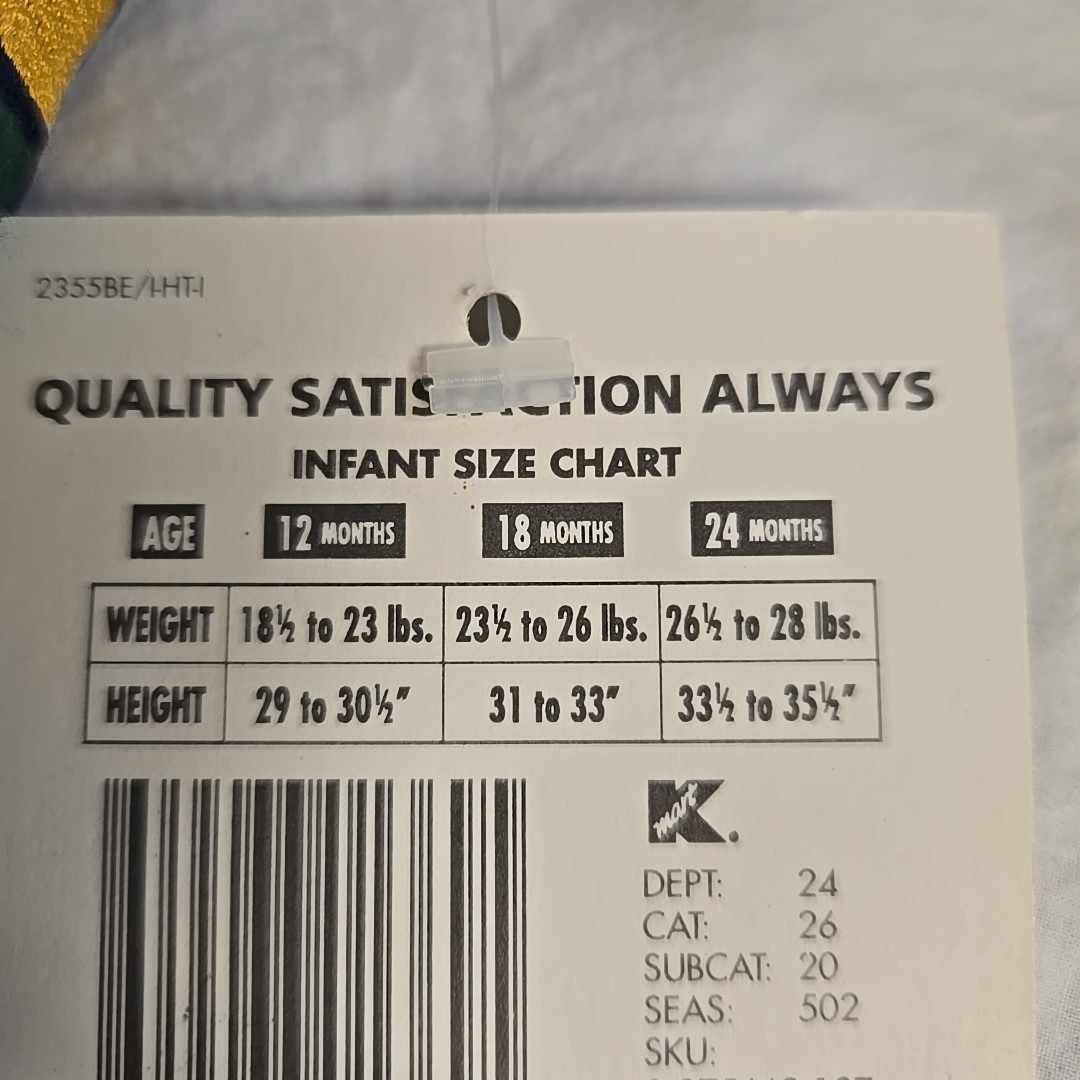 2355BE/I-HT-I
QUALITY SATISFACTION ALWAYS
INFANT SIZE CHART
AGE 12 MONTHS 18 MONTHS 24 MONTHS
WEIGHT 18½ to 23 lbs. 23½ to 26 lbs. 26½ to 28 lbs.
HEIGHT 29 to 30½" 31 to 33" 33½ to 35½"
Kmart.
DEPT: 24
CAT: 26
SUBCAT: 20
SEAS: 502
SKU: